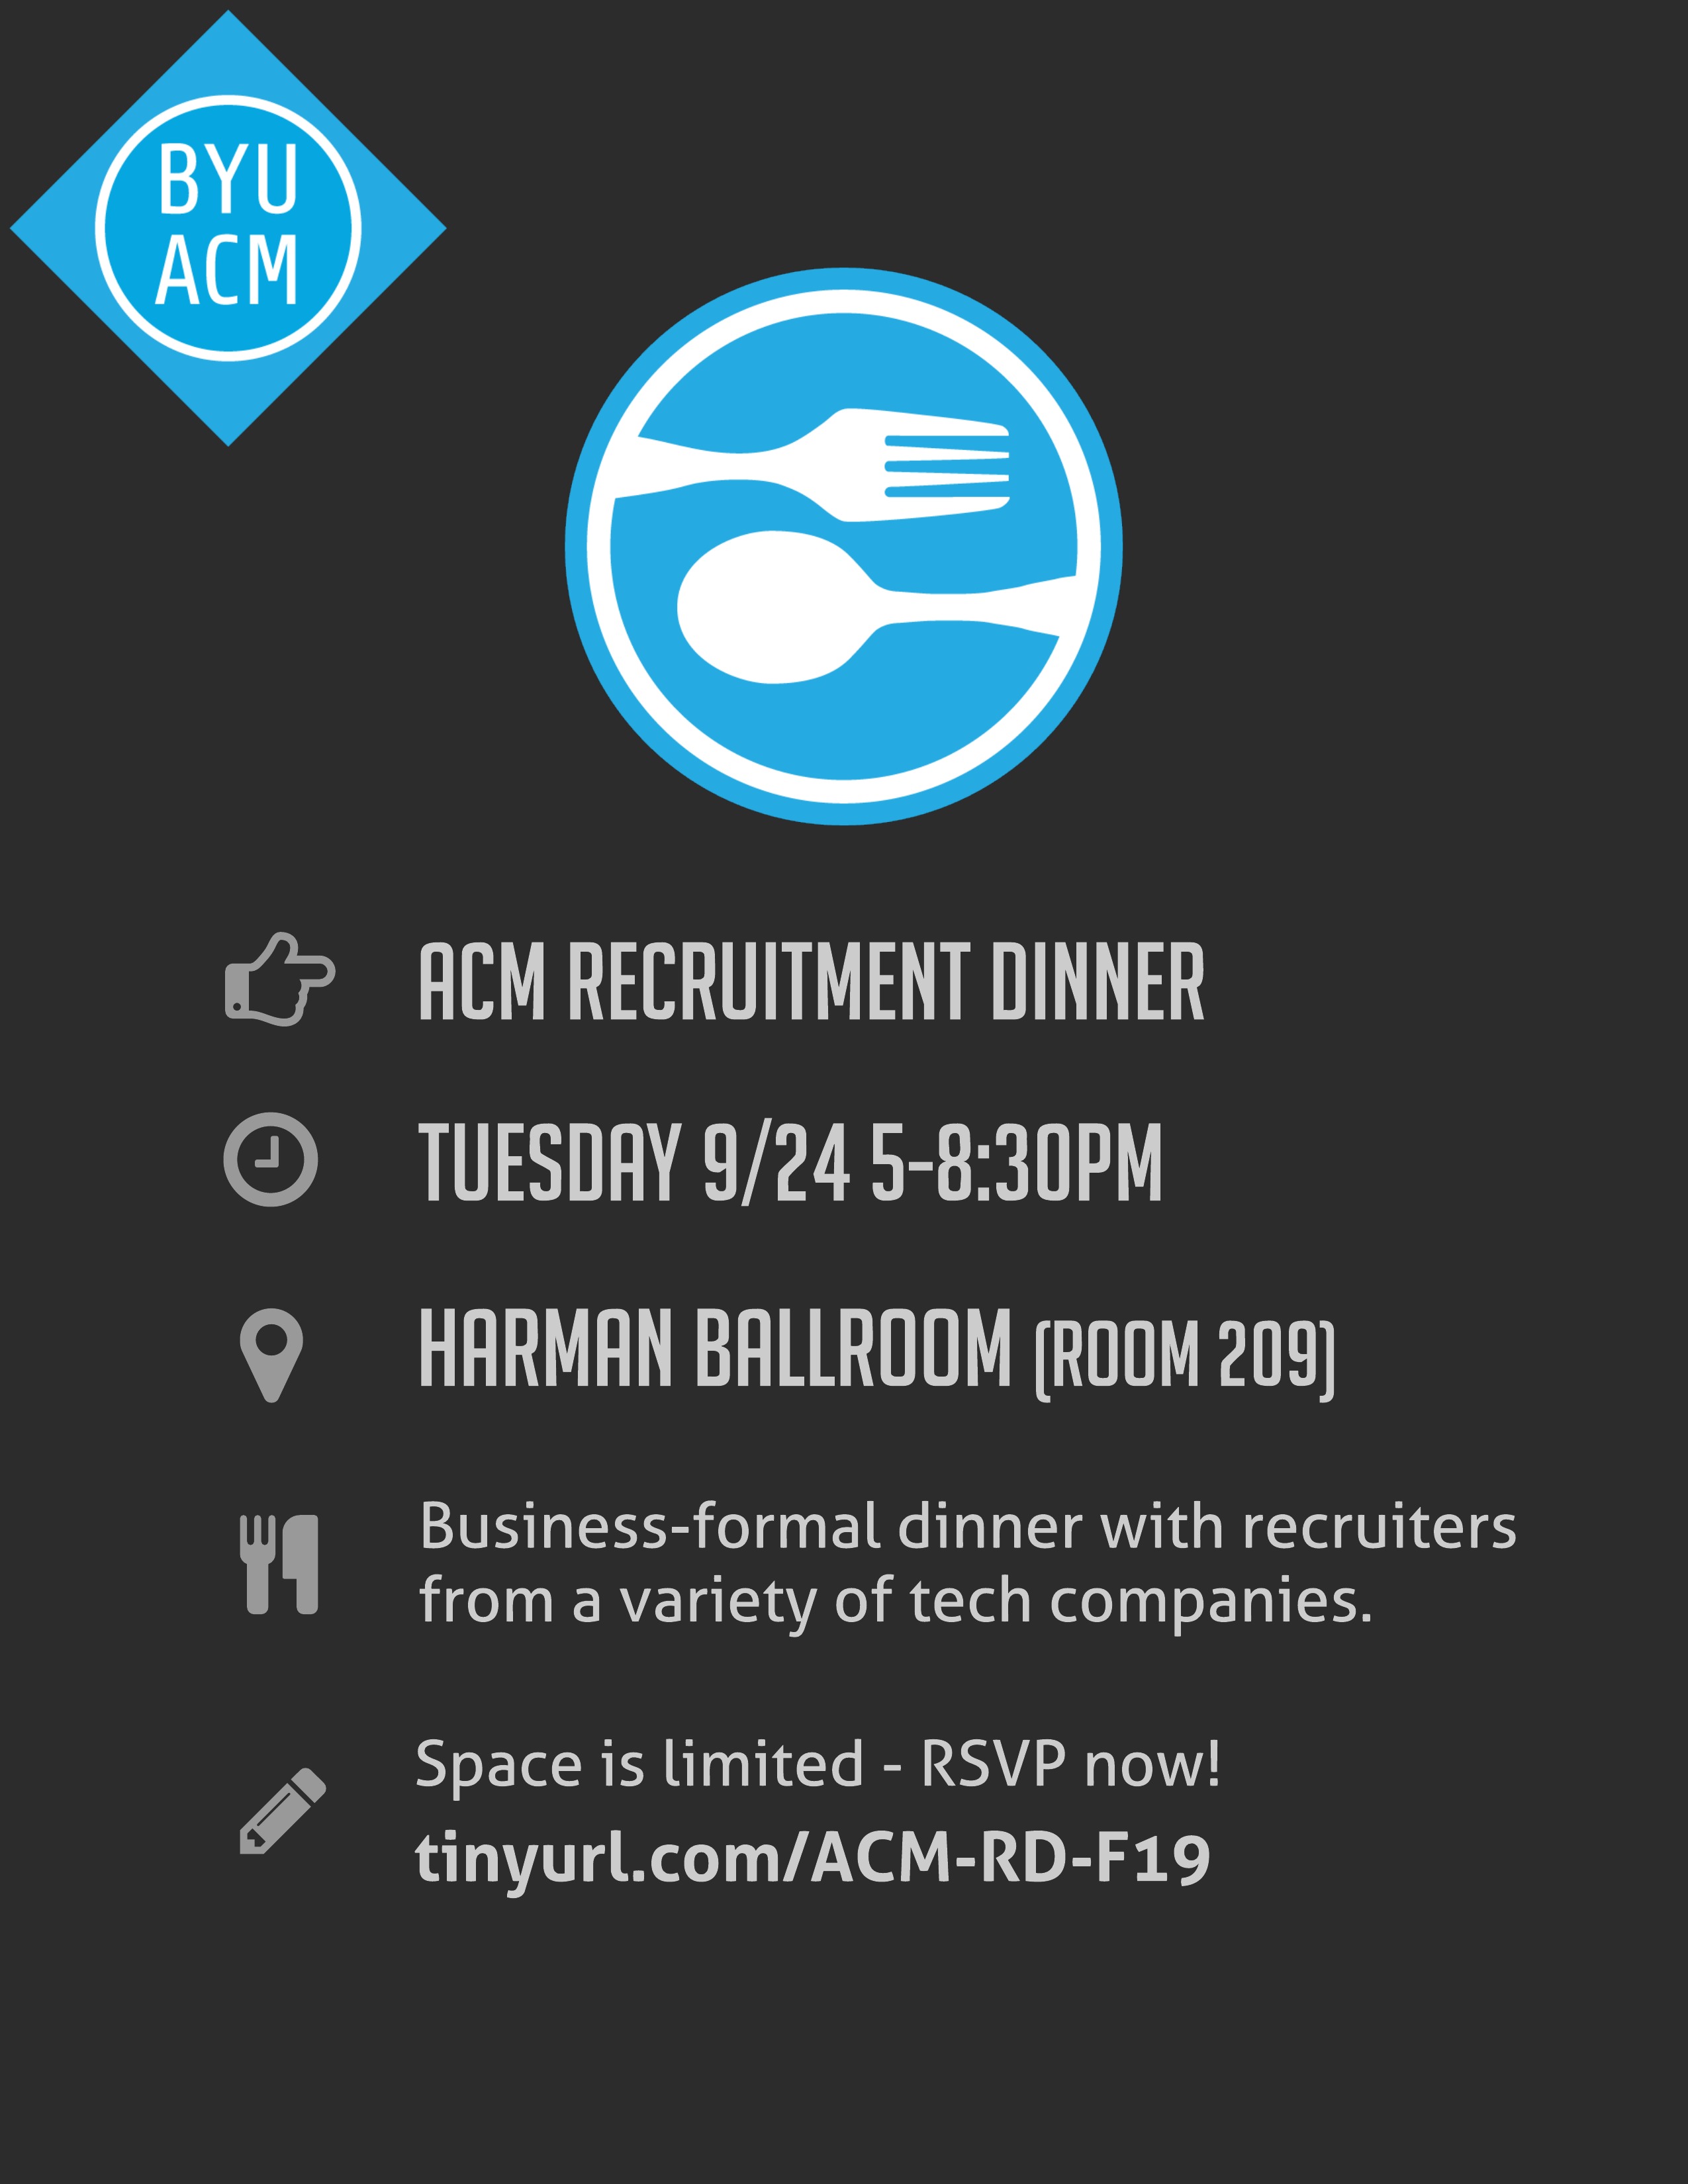 BYU
ACM
ACM RECRUITMENT DINNER
TUESDAY 9/24 5-8:30PM
HARMAN BALLROOM (ROOM 209)
Business-formal dinner with recruiters
from a variety of tech companies.
Space is limited - RSVP now!
tinyurl.com/ACM-RD-F19